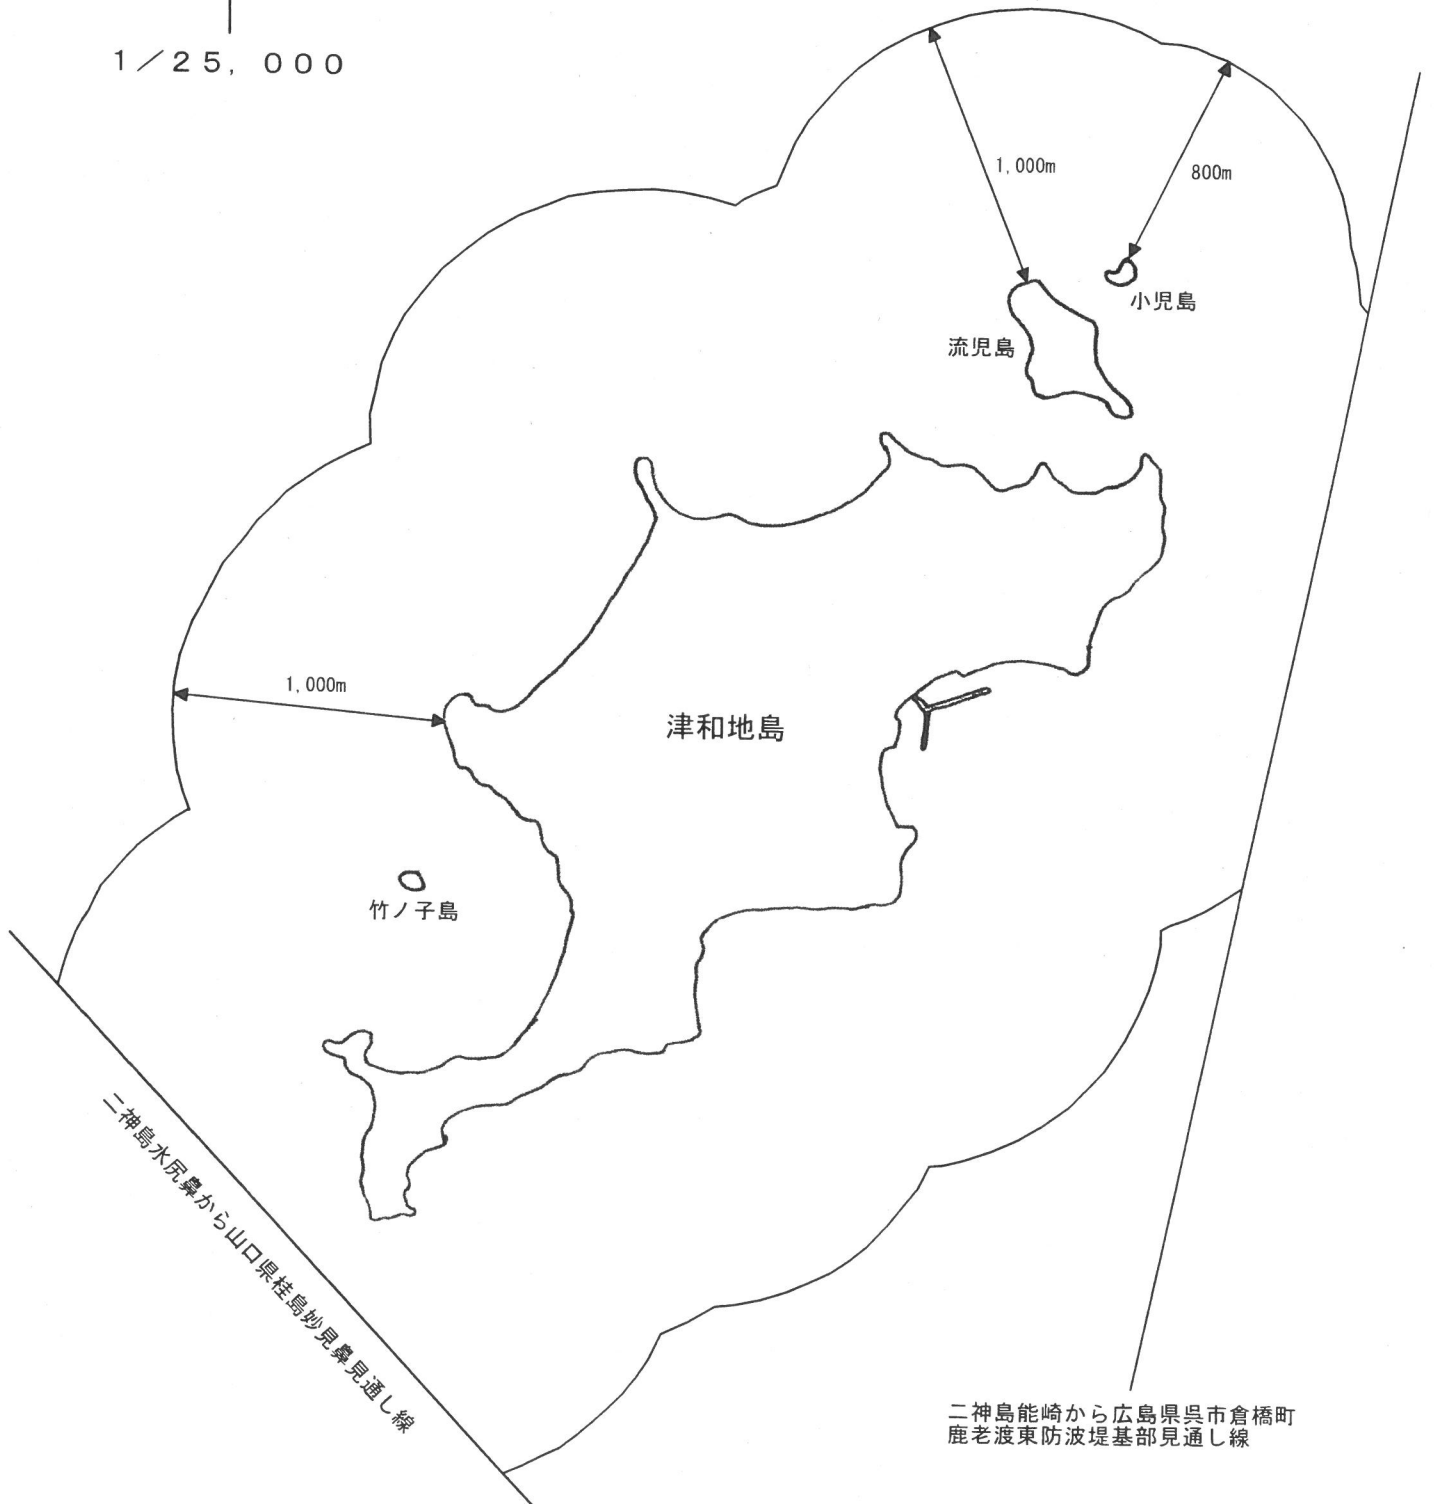 1／25，000
1,000m
800m
小児島
流児島
1,000m
津和地島
竹ノ子島
二神島水尻鼻から山口県柱島妙見鼻見通し線
二神島能崎から広島県呉市倉橋町
鹿老渡東防波堤基部見通し線